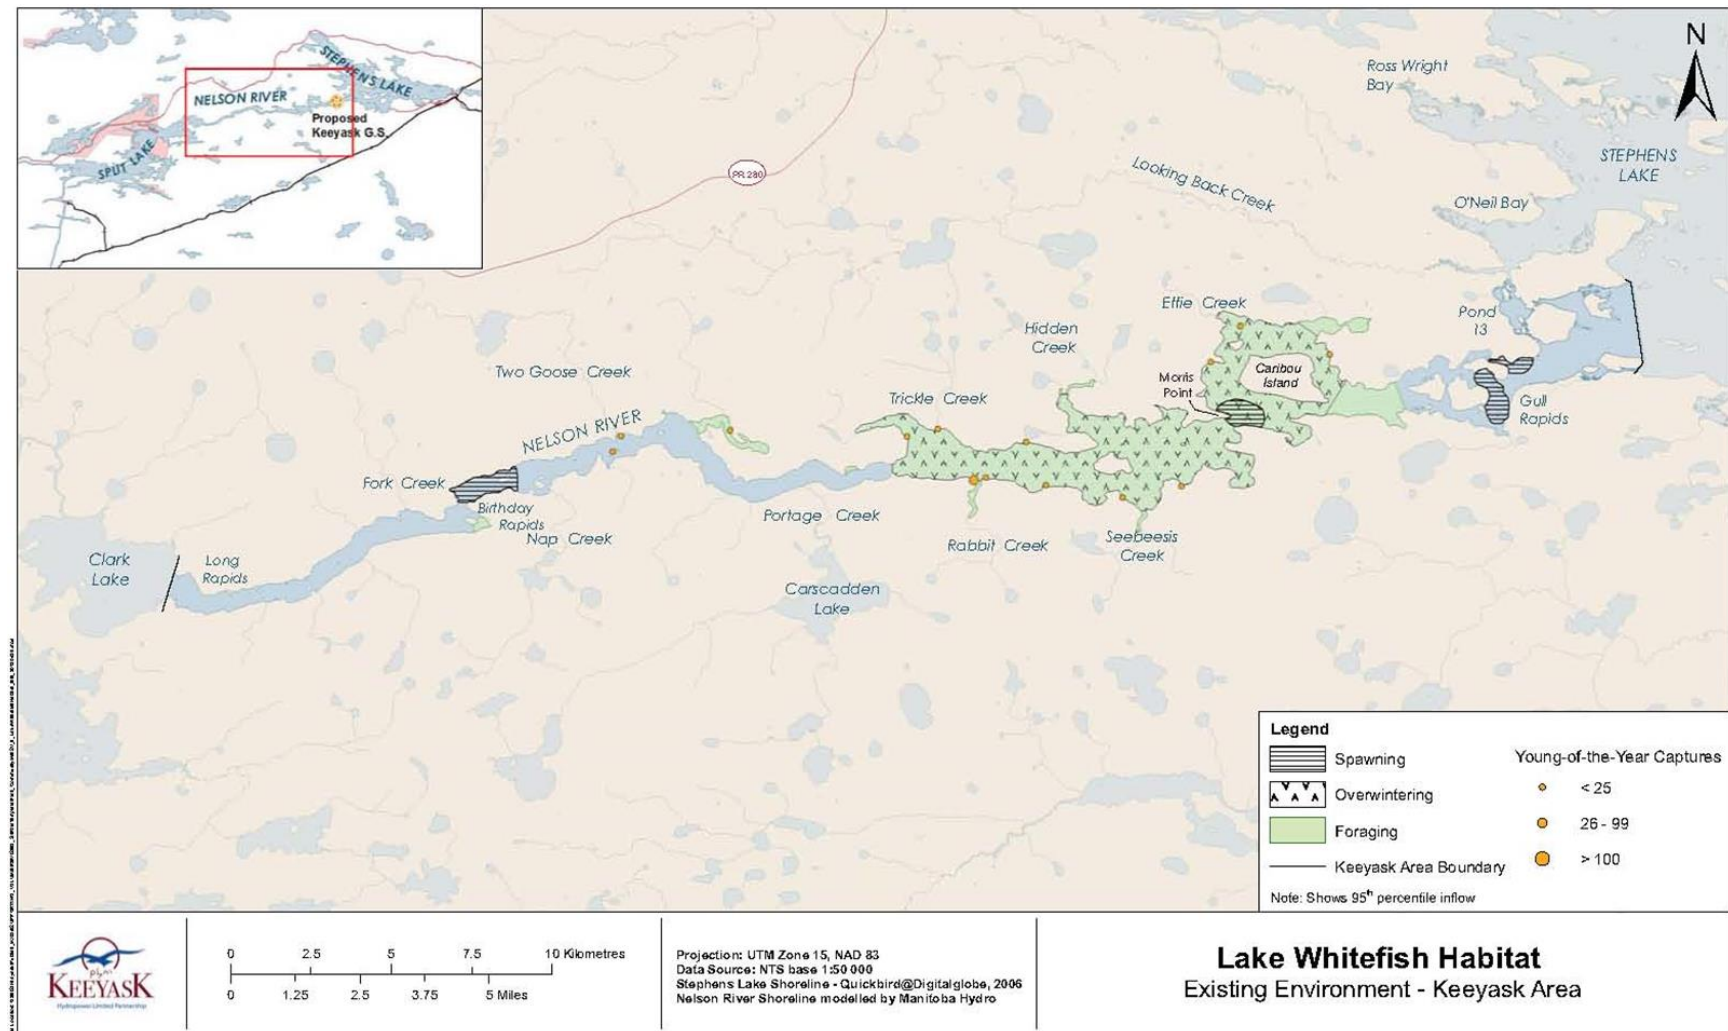 STEPHENS LAKE
NELSON RIVER
Proposed
Keeyask G.S.
SPLIT LAKE
N
Ross Wright
Bay
PR 280
Looking Back Creek
STEPHENS
LAKE
O'Neil Bay
Effie Creek
Pond
13
Hidden
Creek
Two Goose Creek
Morris
Point
Caribou
Island
Trickle Creek
Gull
Rapids
NELSON RIVER
Fork Creek
Birthday
Rapids
Portage Creek
Nap Creek
Rabbit Creek
Seebeesis
Creek
Clark
Lake
Long
Rapids
Carscadden
Lake
Legend
Spawning
Overwintering
Foraging
Keeyask Area Boundary
Note: Shows 95th percentile inflow
Young-of-the-Year Captures
< 25
26 - 99
> 100
KEEYASK
Hydropower Limited Partnership
0 2.5 5 7.5 10 Kilometres
0 1.25 2.5 3.75 5 Miles
Projection: UTM Zone 15, NAD 83
Data Source: NTS base 1:50 000
Stephens Lake Shoreline - Quickbird@Digitalglobe, 2006
Nelson River Shoreline modelled by Manitoba Hydro
Lake Whitefish Habitat
Existing Environment - Keeyask Area